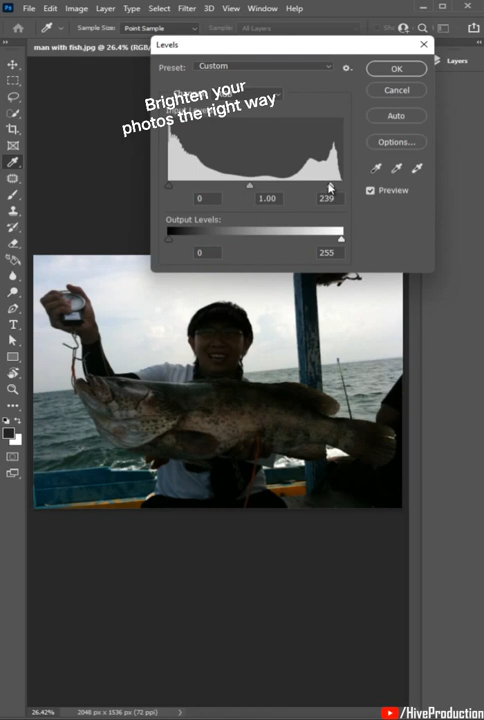 Ps File Edit Image Layer Type Select Filter 3D View Window Help
Sample Size: Point Sample Sample: All Layers
man with fish.jpg @ 26.4% (RGB/
Layers
Levels
Preset: Custom
OK
Brighten your
photos the right way
Cancel
Auto
Options...
Preview
0 1.00 239
Output Levels:
0 255
26.42% 2048 px x 1536 px (72 ppi)
/HiveProduction